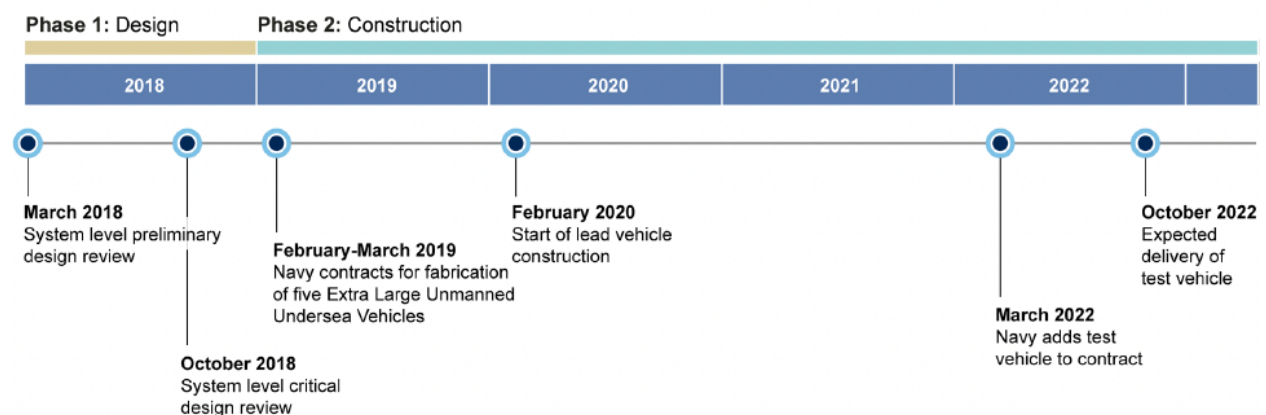 Phase 1: Design
Phase 2: Construction
2018
2019
2020
2021
2022
March 2018
System level preliminary
design review
October 2018
System level critical
design review
February-March 2019
Navy contracts for fabrication
of five Extra Large Unmanned
Undersea Vehicles
February 2020
Start of lead vehicle
construction
March 2022
Navy adds test
vehicle to contract
October 2022
Expected
delivery of
test vehicle